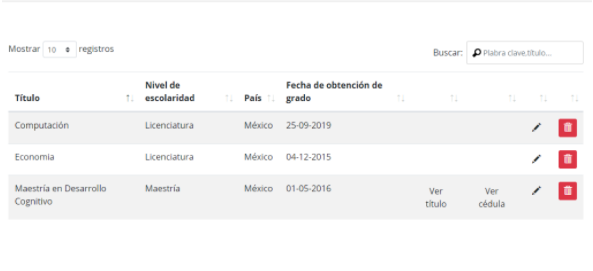 Mostrar 10 registros
Buscar: Plabra clave,título...
Título Nivel de escolaridad País Fecha de obtención de grado
Computación Licenciatura México 25-09-2019
Economia Licenciatura México 04-12-2015
Maestría en Desarrollo Cognitivo Maestría México 01-05-2016 Ver título Ver cédula